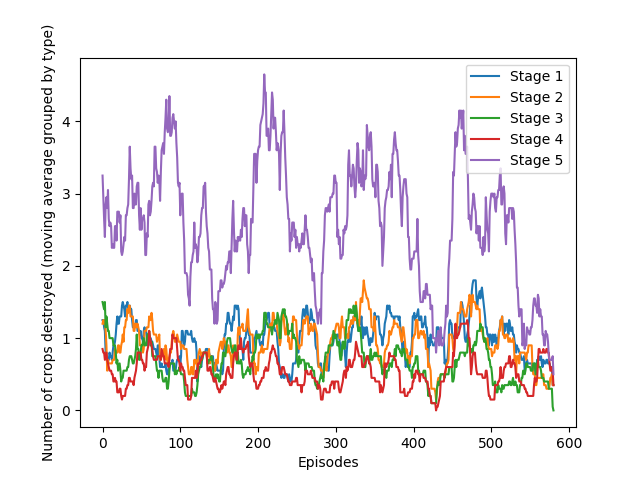 Number of crops destroyed (moving average grouped by type)
4
3
2
1
0
0 100 200 300 400 500 600
Episodes
Stage 1
Stage 2
Stage 3
Stage 4
Stage 5